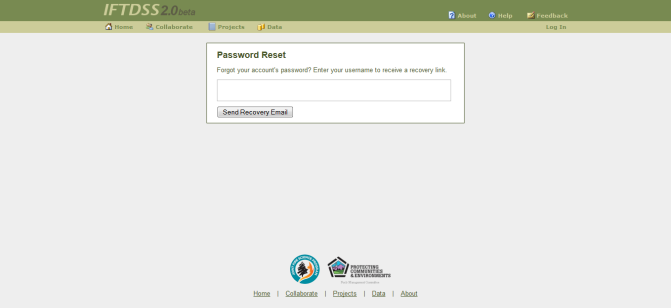 IFTDSS 2.0 beta
About Help Feedback
Home Collaborate Projects Data Log In
Password Reset
Forgot your account's password? Enter your username to receive a recovery link.
Send Recovery Email
PROTECTING
COMMUNITIES
& ENVIRONMENTS
Home | Collaborate | Projects | Data | About